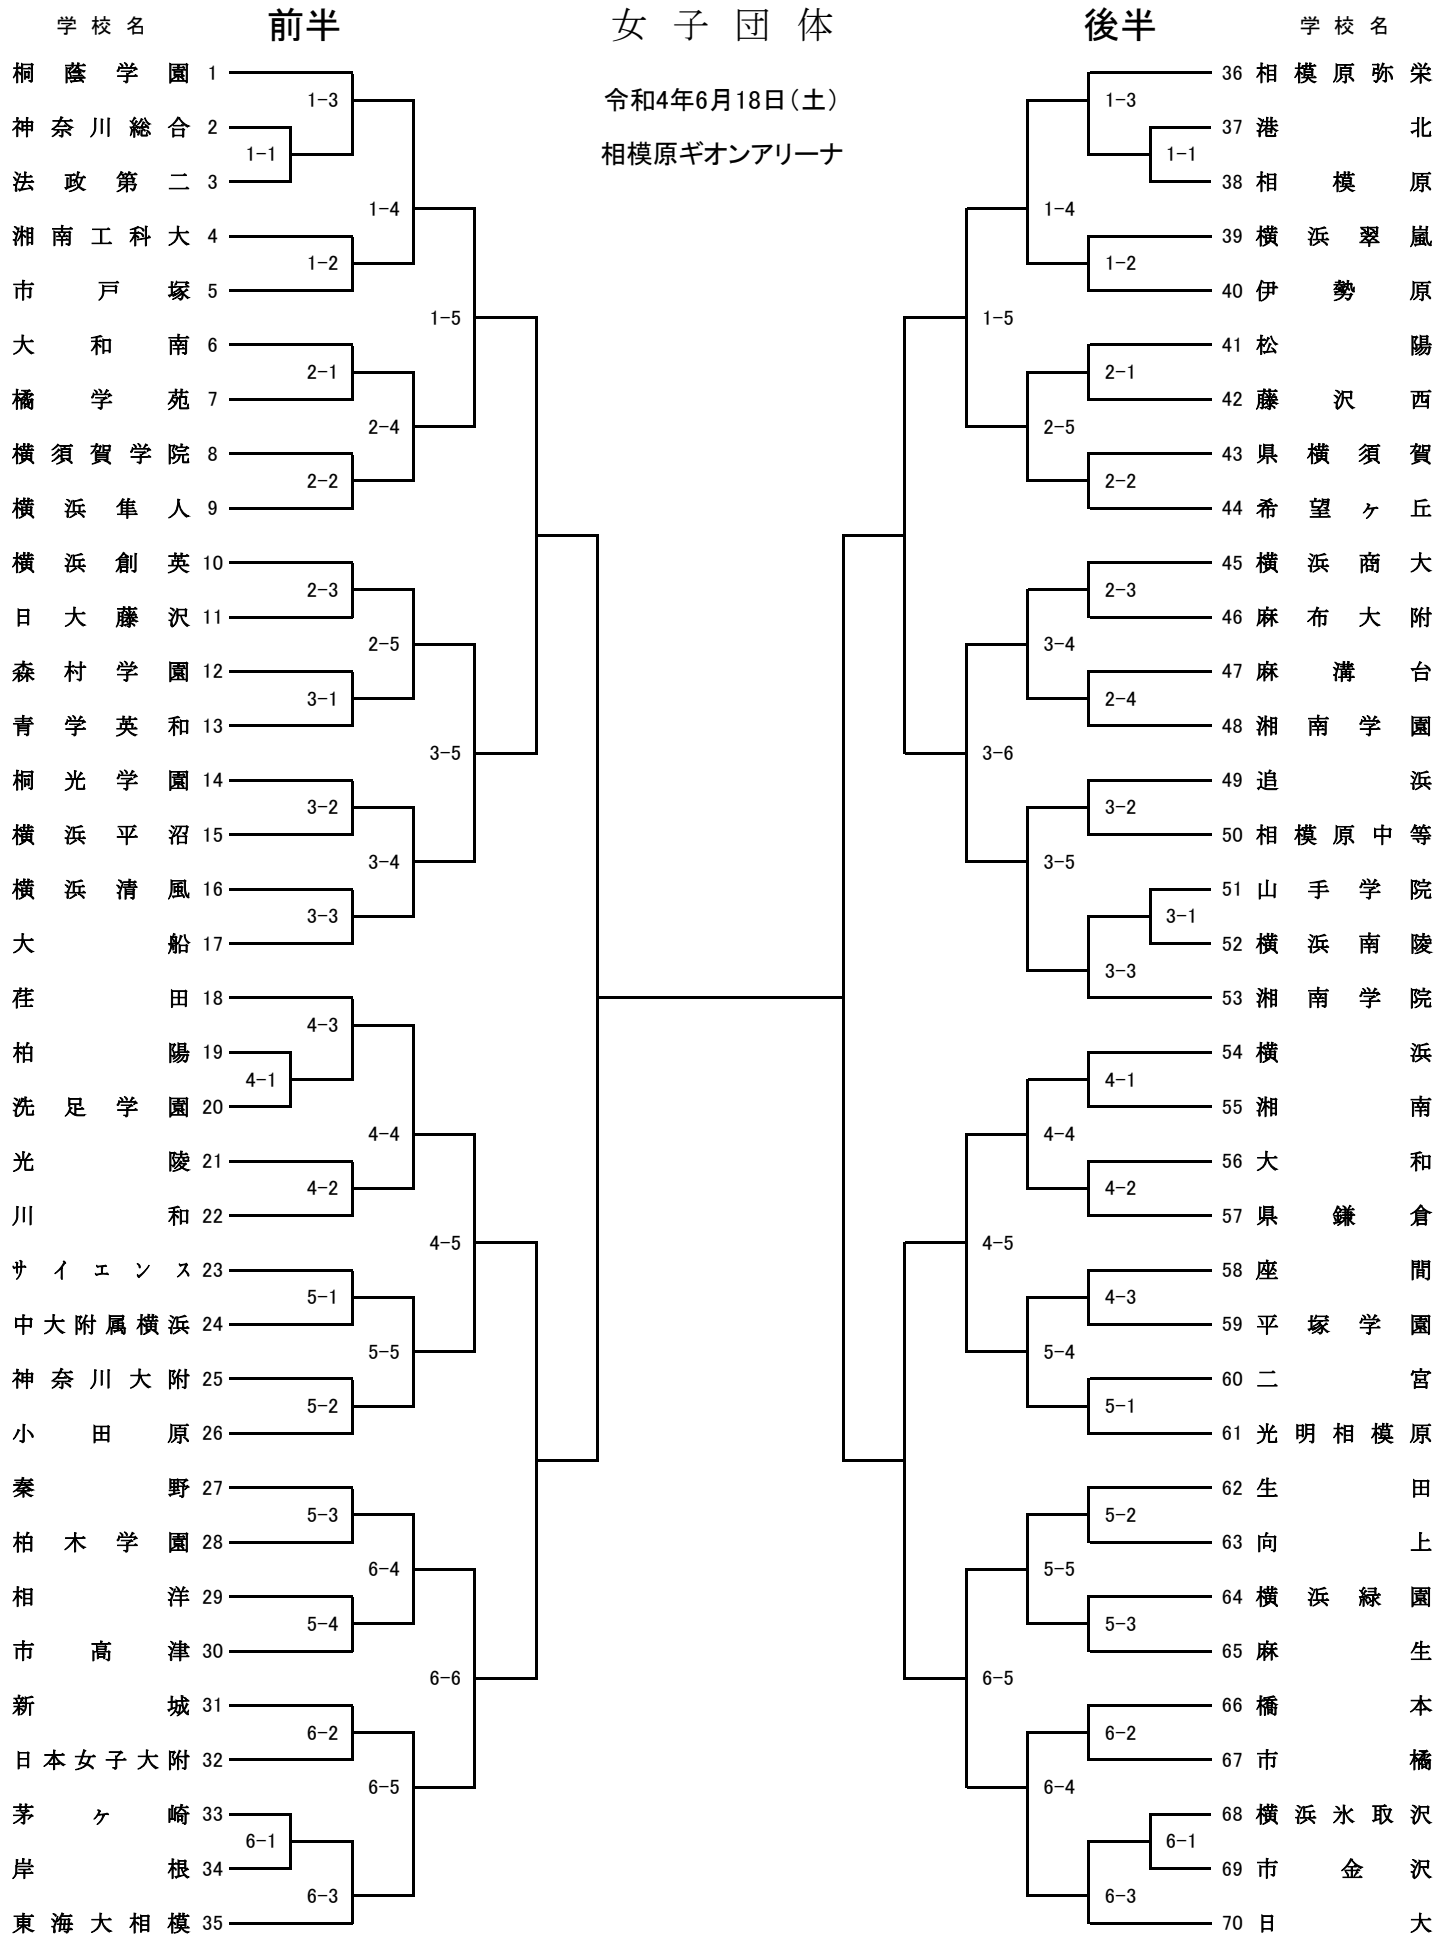 学校名 前半 女子団体 後半 学校名
令和4年6月18日(土)
相模原ギオンアリーナ
桐蔭学園 1
1-3
神奈川総合 2
1-1
法政第二 3
1-4
湘南工科大 4
1-2
市戸塚 5
1-5
大和南 6
2-1
橘学苑 7
2-4
横須賀学院 8
2-2
横浜隼人 9
横浜創英 10
2-3
日大藤沢 11
2-5
森村学園 12
3-1
青学英和 13
3-5
桐光学園 14
3-2
横浜平沼 15
3-4
横浜清風 16
3-3
大船 17
荏田 18
4-3
柏陽 19
4-1
洗足学園 20
4-4
光陵 21
4-2
川和 22
4-5
サイエンス 23
5-1
中大附属横浜 24
5-5
神奈川大附 25
5-2
小田原 26
秦野 27
5-3
柏木学園 28
6-4
相洋 29
5-4
市高津 30
6-6
新城 31
6-2
日本女子大附 32
6-5
茅ヶ崎 33
6-1
岸根 34
6-3
東海大相模 35
36 相模原弥栄
1-3
37 港北
1-1
38 相模原
1-4
39 横浜翠嵐
1-2
40 伊勢原
1-5
41 松陽
2-1
42 藤沢西
2-5
43 県横須賀
2-2
44 希望ヶ丘
45 横浜商大
2-3
46 麻布大附
3-4
47 麻溝台
2-4
48 湘南学園
3-6
49 追浜
3-2
50 相模原中等
3-5
51 山手学院
3-1
52 横浜南陵
3-3
53 湘南学院
54 横浜
4-1
55 湘南
4-4
56 大和
4-2
57 県鎌倉
4-5
58 座間
4-3
59 平塚学園
5-4
60 二宮
5-1
61 光明相模原
62 生田
5-2
63 向上
5-5
64 横浜緑園
5-3
65 麻生
6-5
66 橋本
6-2
67 市橘
6-4
68 横浜氷取沢
6-1
69 市金沢
6-3
70 日大